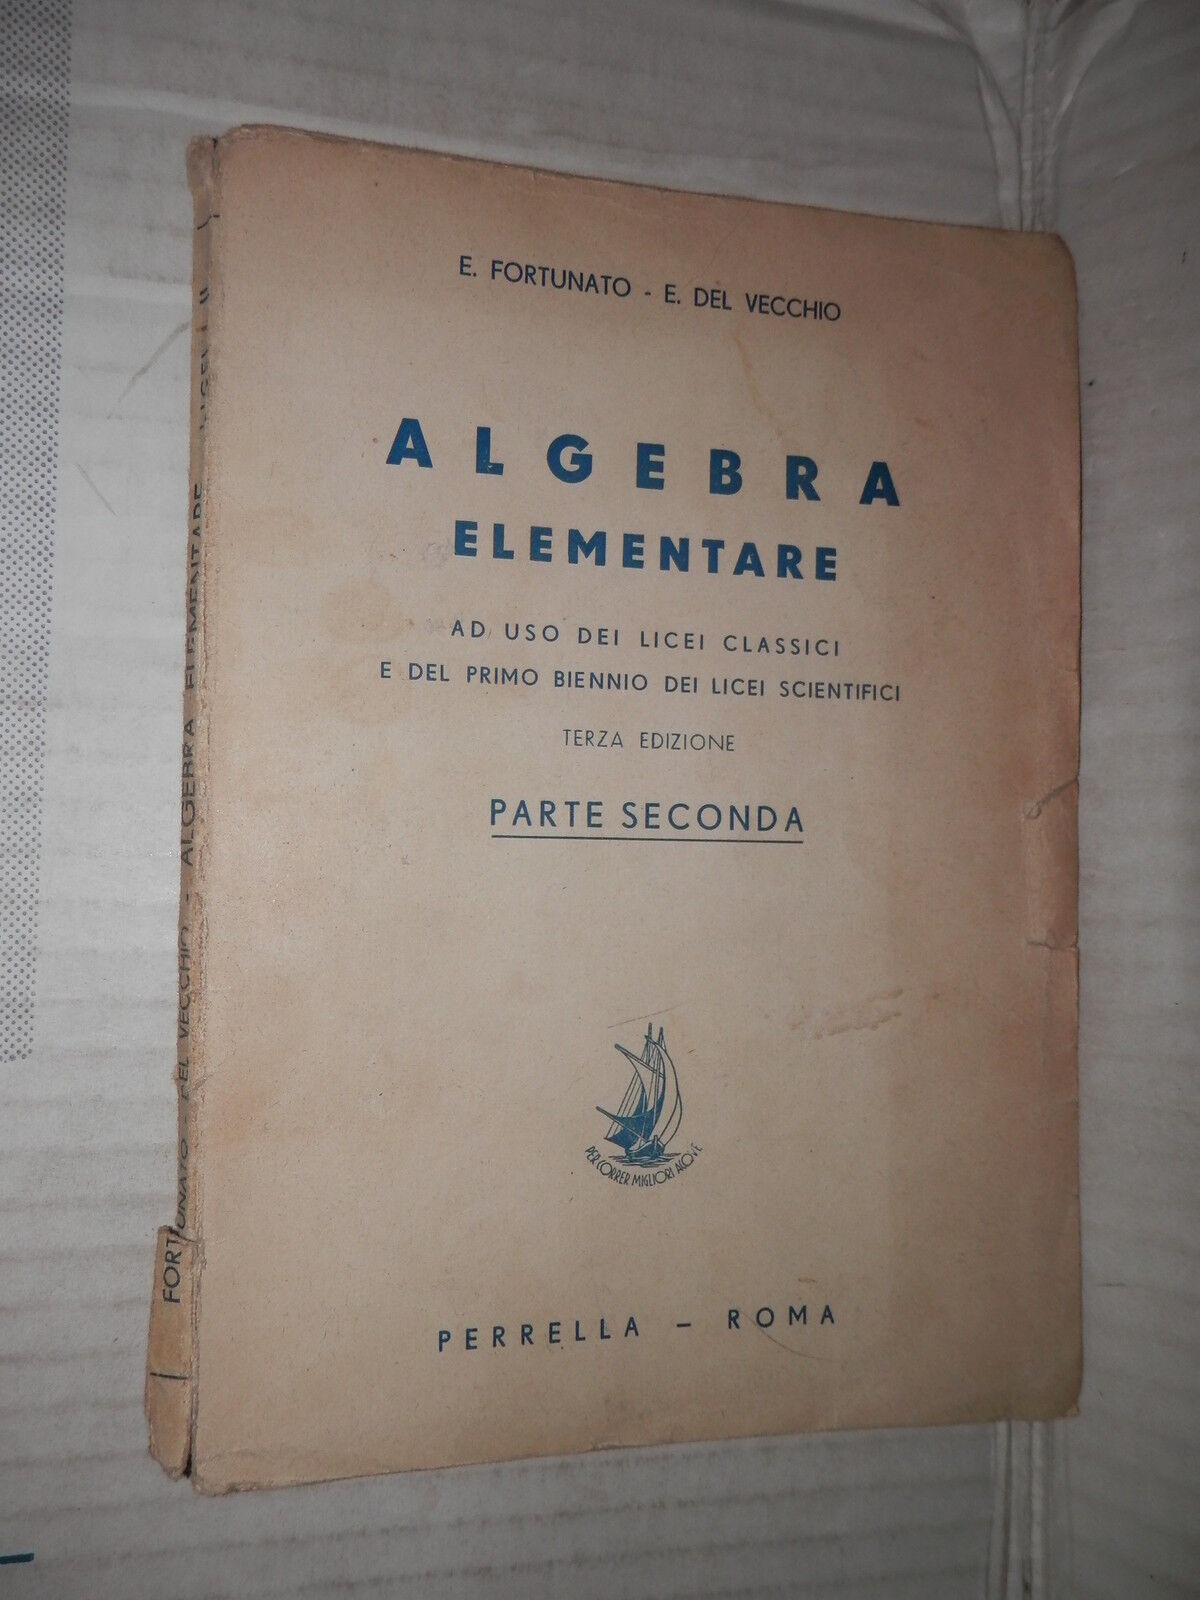 E. FORTUNATO - E. DEL VECCHIO
ALGEBRA
ELEMENTARE
AD USO DEI LICEI CLASSICI
E DEL PRIMO BIENNIO DEI LICEI SCIENTIFICI
TERZA EDIZIONE
PARTE SECONDA
PER CORRER MIGLIORI ACQVE
PERRELLA - ROMA
FORTUNATO - DEL VECCHIO - ALGEBRA ELEMENTARE